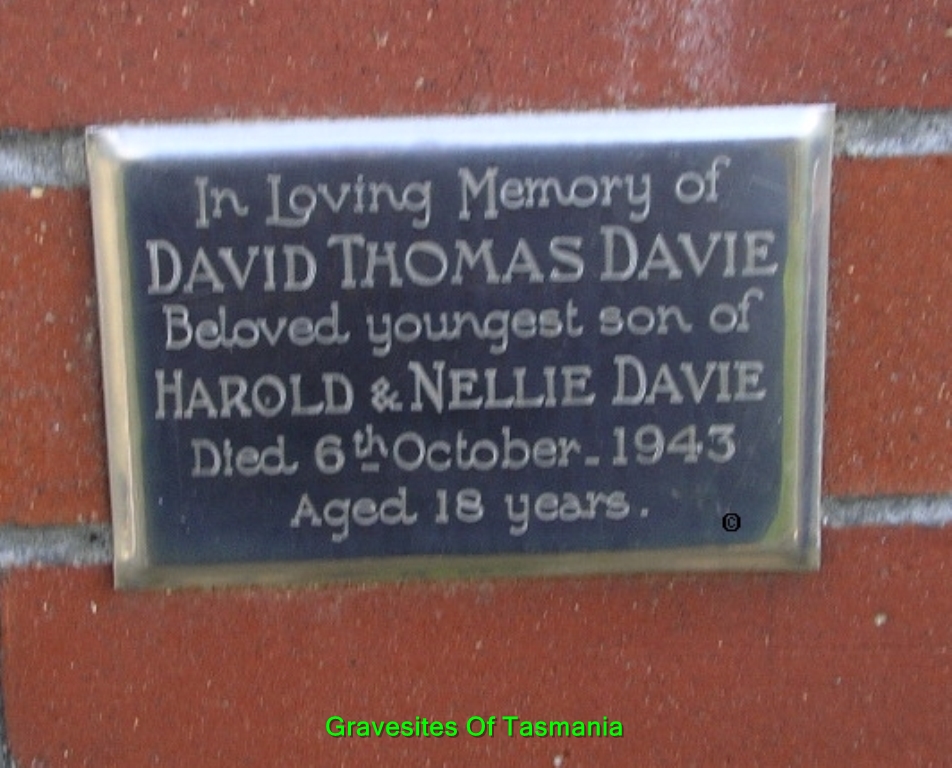 In Loving Memory of
DAVID THOMAS DAVIE
Beloved youngest son of
HAROLD & NELLIE DAVIE
Died 6th October. 1943
Aged 18 years.
©
Gravesites Of Tasmania